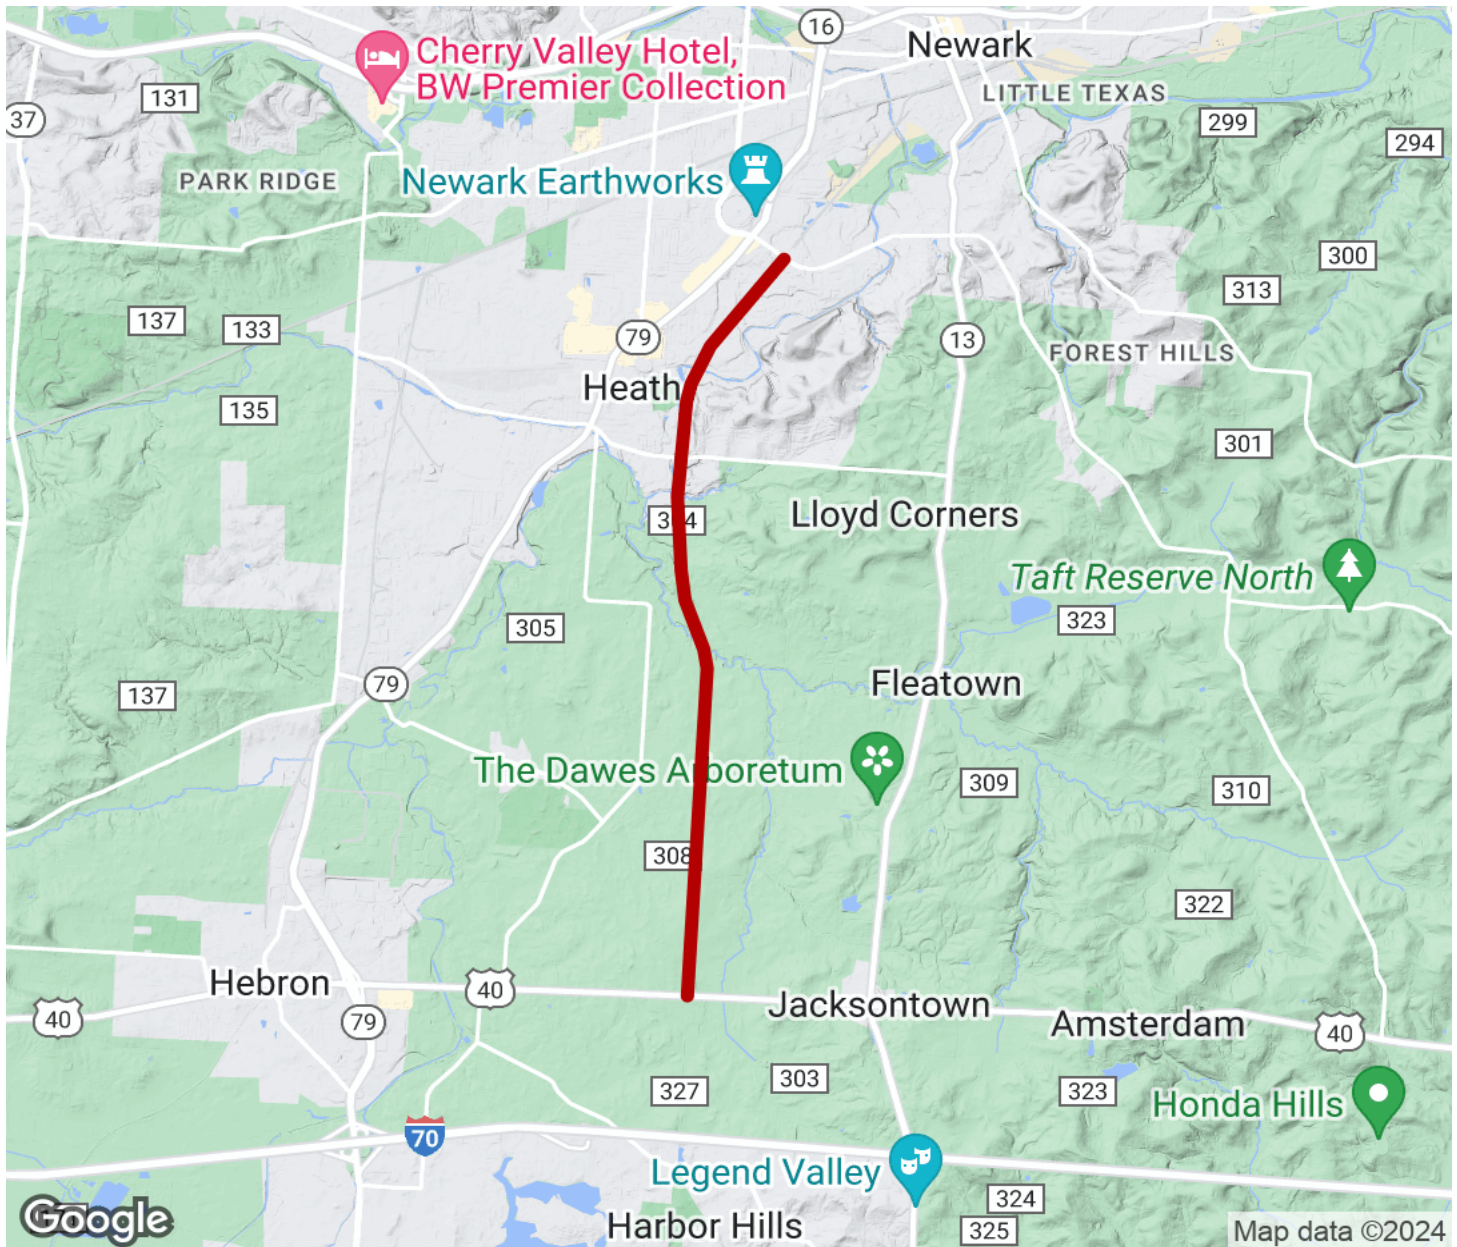 16
Newark
Cherry Valley Hotel,
BW Premier Collection
131
LITTLE TEXAS
37
299
294
PARK RIDGE
Newark Earthworks
300
313
137
133
79
13
FOREST HILLS
Heath
135
301
Lloyd Corners
Taft Reserve North
305
323
79
137
Fleatown
The Dawes Arboretum
309
310
308
322
Hebron
40
Jacksontown
40
79
Amsterdam
40
303
327
323
Honda Hills
70
Legend Valley
324
Google
Harbor Hills
325
Map data ©2024